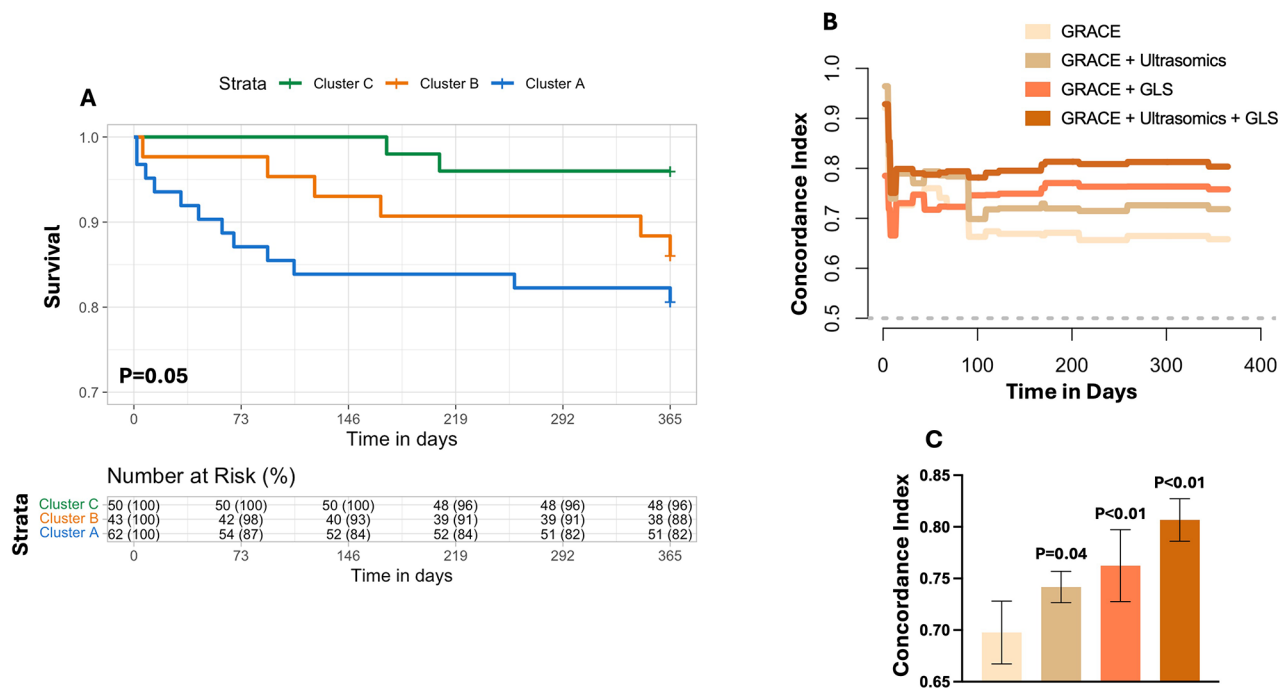 A
Strata Cluster C Cluster B Cluster A
Survival
1.0
0.9
0.8
0.7
P=0.05
0 73 146 219 292 365
Time in days
Number at Risk (%)
Strata
Cluster C 50 (100) 50 (100) 50 (100) 48 (96) 48 (96) 48 (96)
Cluster B 43 (100) 42 (98) 40 (93) 39 (91) 39 (91) 38 (88)
Cluster A 62 (100) 54 (87) 52 (84) 52 (84) 51 (82) 51 (82)
0 73 146 219 292 365
Time in days
B
GRACE
GRACE + Ultrasomics
GRACE + GLS
GRACE + Ultrasomics + GLS
Concordance Index
1.0
0.9
0.8
0.7
0.6
0.5
0 100 200 300 400
Time in Days
C
Concordance Index
0.85
0.80
0.75
0.70
0.65
P=0.04
P<0.01
P<0.01